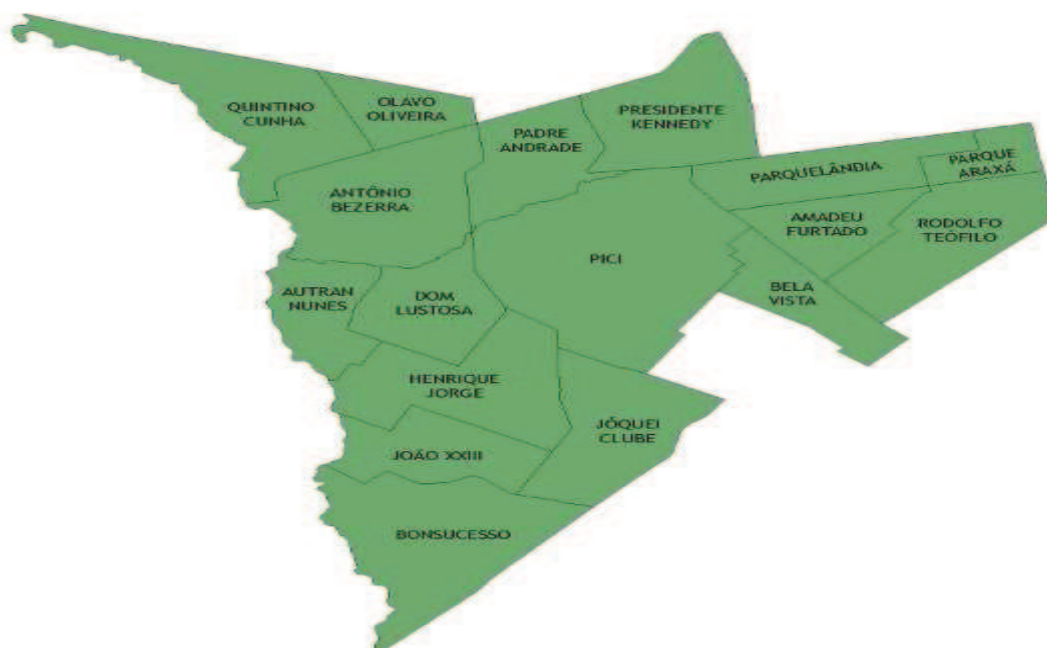 QUINTINO
CUNHA
OLAVO
OLIVEIRA
PADRE
ANDRADE
PRESIDENTE
KENNEDY
PARQUELÂNDIA
PARQUE
ARAXÁ
ANTÔNIO
BEZERRA
AMADEU
FURTADO
RODOLFO
TEÓFILO
PICI
BELA
VISTA
AUTRAN
NUNES
DOM
LUSTOSA
HENRIQUE
JORGE
JÓQUEI
CLUBE
JOÃO XXIII
BONSUCESSO